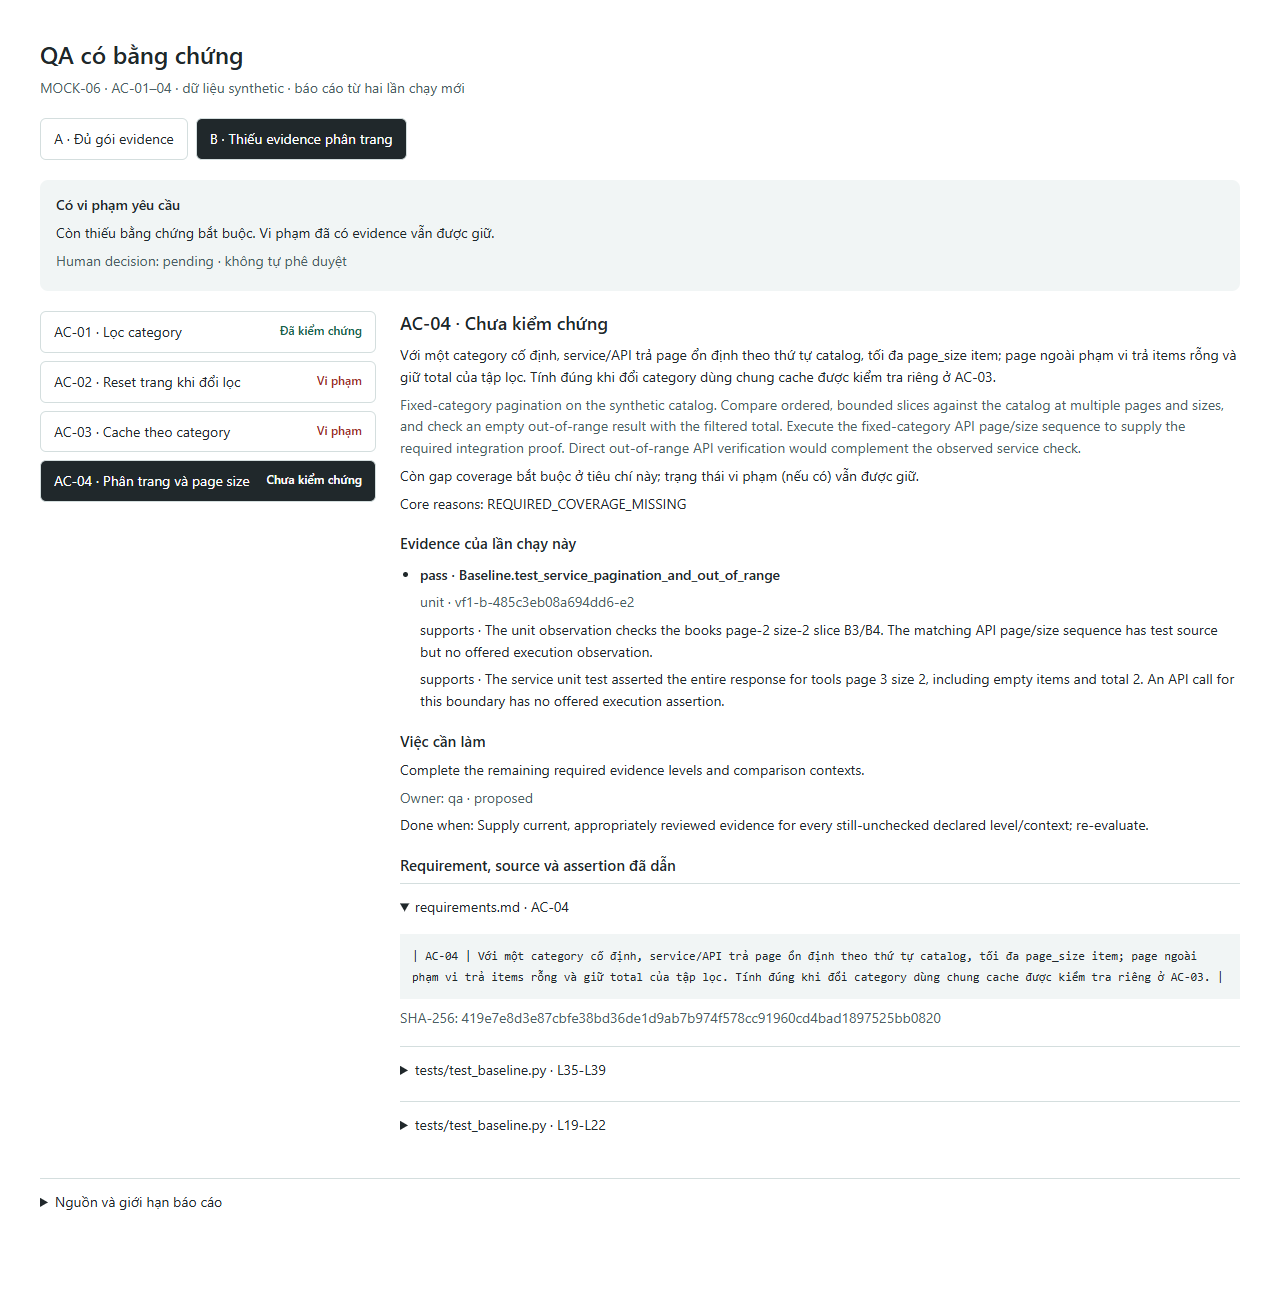 QA có bằng chứng
MOCK-06 · AC-01–04 · dữ liệu synthetic · báo cáo từ hai lần chạy mới
A · Đủ gói evidence
B · Thiếu evidence phân trang
Có vi phạm yêu cầu
Còn thiếu bằng chứng bắt buộc. Vi phạm đã có evidence vẫn được giữ.
Human decision: pending · không tự phê duyệt
AC-01 · Lọc category
Đã kiểm chứng
AC-02 · Reset trang khi đổi lọc
Vi phạm
AC-03 · Cache theo category
Vi phạm
AC-04 · Phân trang và page size
Chưa kiểm chứng
AC-04 · Chưa kiểm chứng
Với một category cố định, service/API trả page ổn định theo thứ tự catalog, tối đa page_size item; page ngoài phạm vi trả items rỗng và
giữ total của tập lọc. Tính đúng khi đổi category dùng chung cache được kiểm tra riêng ở AC-03.
Fixed-category pagination on the synthetic catalog. Compare ordered, bounded slices against the catalog at multiple pages and sizes,
and check an empty out-of-range result with the filtered total. Execute the fixed-category API page/size sequence to supply the
required integration proof. Direct out-of-range API verification would complement the observed service check.
Còn gap coverage bắt buộc ở tiêu chí này; trạng thái vi phạm (nếu có) vẫn được giữ.
Core reasons: REQUIRED_COVERAGE_MISSING
Evidence của lần chạy này
• pass · Baseline.test_service_pagination_and_out_of_range
unit · vf1-b-485c3eb08a694dd6-e2
supports · The unit observation checks the books page-2 size-2 slice B3/B4. The matching API page/size sequence has test source
but no offered execution observation.
supports · The service unit test asserted the entire response for tools page 3 size 2, including empty items and total 2. An API call for
this boundary has no offered execution assertion.
Việc cần làm
Complete the remaining required evidence levels and comparison contexts.
Owner: qa · proposed
Done when: Supply current, appropriately reviewed evidence for every still-unchecked declared level/context; re-evaluate.
Requirement, source và assertion đã dẫn
▼ requirements.md · AC-04
| AC-04 | Với một category cố định, service/API trả page ổn định theo thứ tự catalog, tối đa page_size item; page ngoài
phạm vi trả items rỗng và giữ total của tập lọc. Tính đúng khi đổi category dùng chung cache được kiểm tra riêng ở AC-03. |
SHA-256: 419e7e8d3e87cbfe38bd36de1d9ab7b974f578cc91960cd4bad1897525bb0820
▶ tests/test_baseline.py · L35-L39
▶ tests/test_baseline.py · L19-L22
▶ Nguồn và giới hạn báo cáo